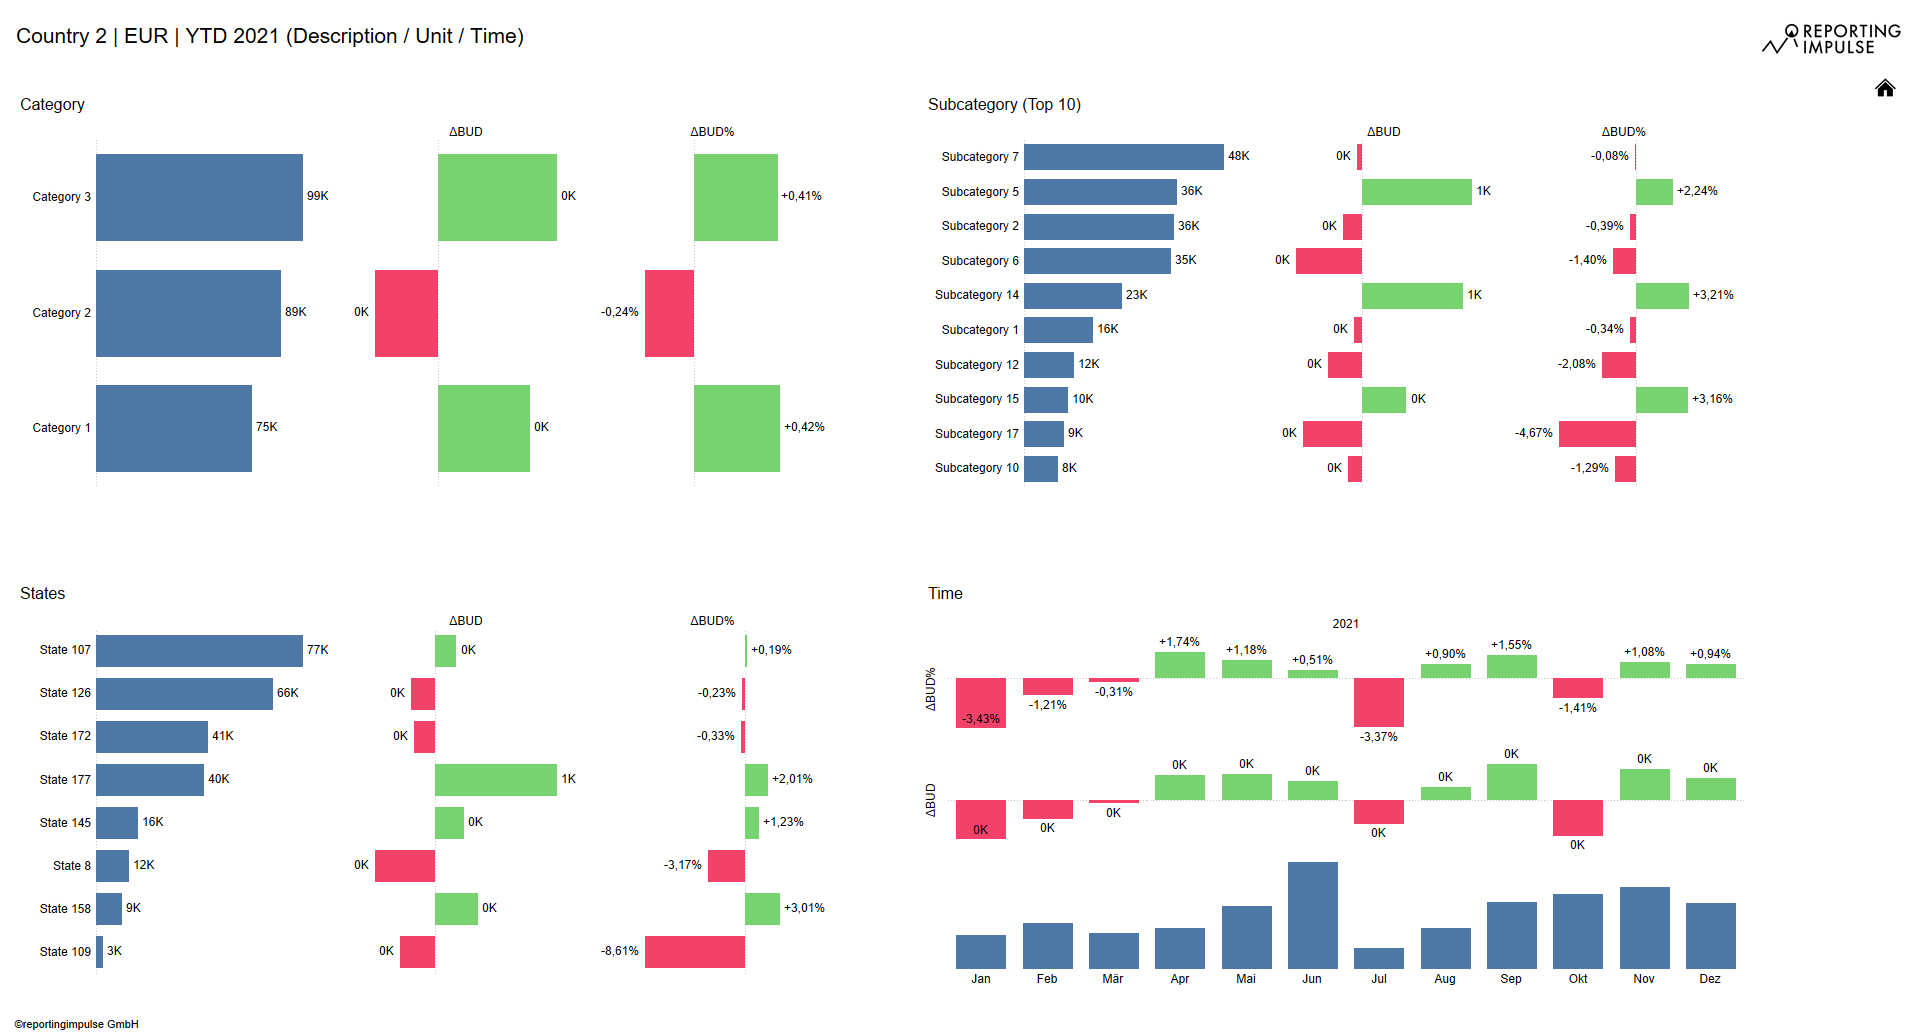 Country 2 | EUR | YTD 2021 (Description / Unit / Time)
REPORTING
IMPULSE
Category
ΔBUD ΔBUD%
Category 3 99K 0K +0,41%
Category 2 89K 0K -0,24%
Category 1 75K 0K +0,42%
Subcategory (Top 10)
ΔBUD ΔBUD%
Subcategory 7 48K 0K -0,08%
Subcategory 5 36K 1K +2,24%
Subcategory 2 36K 0K -0,39%
Subcategory 6 35K 0K -1,40%
Subcategory 14 23K 1K +3,21%
Subcategory 1 16K 0K -0,34%
Subcategory 12 12K 0K -2,08%
Subcategory 15 10K 0K +3,16%
Subcategory 17 9K 0K -4,67%
Subcategory 10 8K 0K -1,29%
States
ΔBUD ΔBUD%
State 107 77K 0K +0,19%
State 126 66K 0K -0,23%
State 172 41K 0K -0,33%
State 177 40K 1K +2,01%
State 145 16K 0K +1,23%
State 8 12K 0K -3,17%
State 158 9K 0K +3,01%
State 109 3K 0K -8,61%
Time
2021
ΔBUD%
-3,43% -1,21% -0,31% +1,74% +1,18% +0,51% -3,37% +0,90% +1,55% -1,41% +1,08% +0,94%
ΔBUD
0K 0K 0K 0K 0K 0K 0K 0K 0K 0K 0K 0K
Jan Feb Mär Apr Mai Jun Jul Aug Sep Okt Nov Dez
©reportingimpulse GmbH